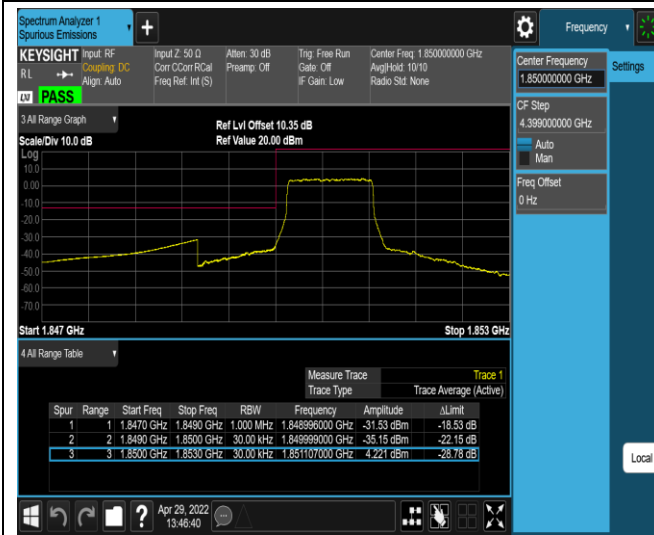 Spectrum Analyzer 1
Spurious Emissions
Frequency
KEYSIGHT
Input: RF
Input Z: 50 Ω
Atten: 30 dB
Trig: Free Run
Center Freq: 1.850000000 GHz
RL
Coupling: DC
Corr CCorr RCal
Preamp: Off
Gate: Off
Avg|Hold: 10/10
Align: Auto
Freq Ref: Int (S)
IF Gain: Low
Radio Std: None
LXI
PASS
Center Frequency
1.850000000 GHz
Settings
CF Step
4.399000000 GHz
Auto
Man
Freq Offset
0 Hz
3 All Range Graph
Ref Lvl Offset 10.35 dB
Scale/Div 10.0 dB
Ref Value 20.00 dBm
Log
10.0
0.00
-10.0
-20.0
-30.0
-40.0
-50.0
-60.0
-70.0
Start 1.847 GHz
Stop 1.853 GHz
4 All Range Table
Measure Trace Trace 1
Trace Type Trace Average (Active)
Spur Range Start Freq Stop Freq RBW Frequency Amplitude ΔLimit
1 1 1.8470 GHz 1.8490 GHz 1.000 MHz 1.848996000 GHz -31.53 dBm -18.53 dB
2 2 1.8490 GHz 1.8500 GHz 30.00 kHz 1.849999000 GHz -35.15 dBm -22.15 dB
3 3 1.8500 GHz 1.8530 GHz 30.00 kHz 1.851107000 GHz 4.221 dBm -28.78 dB
Local
?
Apr 29, 2022
13:46:40